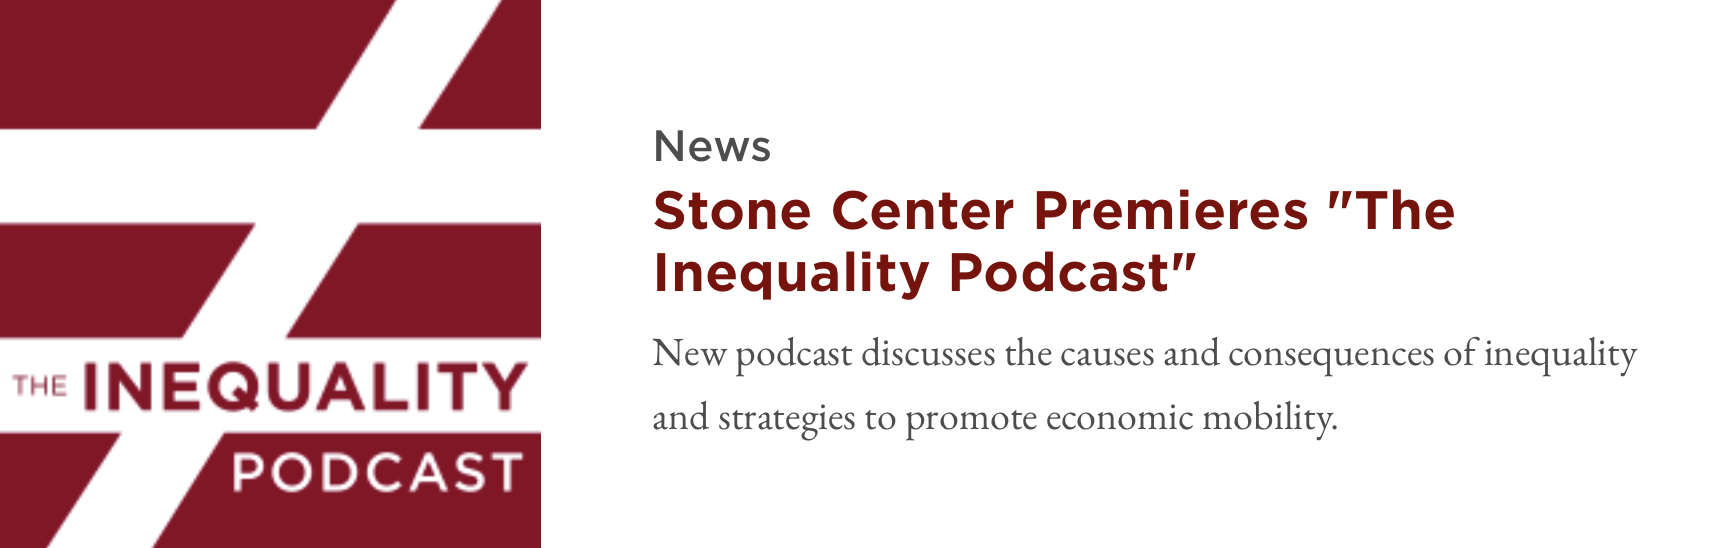 THE INEQUALITY
PODCAST
News
Stone Center Premieres "The
Inequality Podcast"
New podcast discusses the causes and consequences of inequality
and strategies to promote economic mobility.